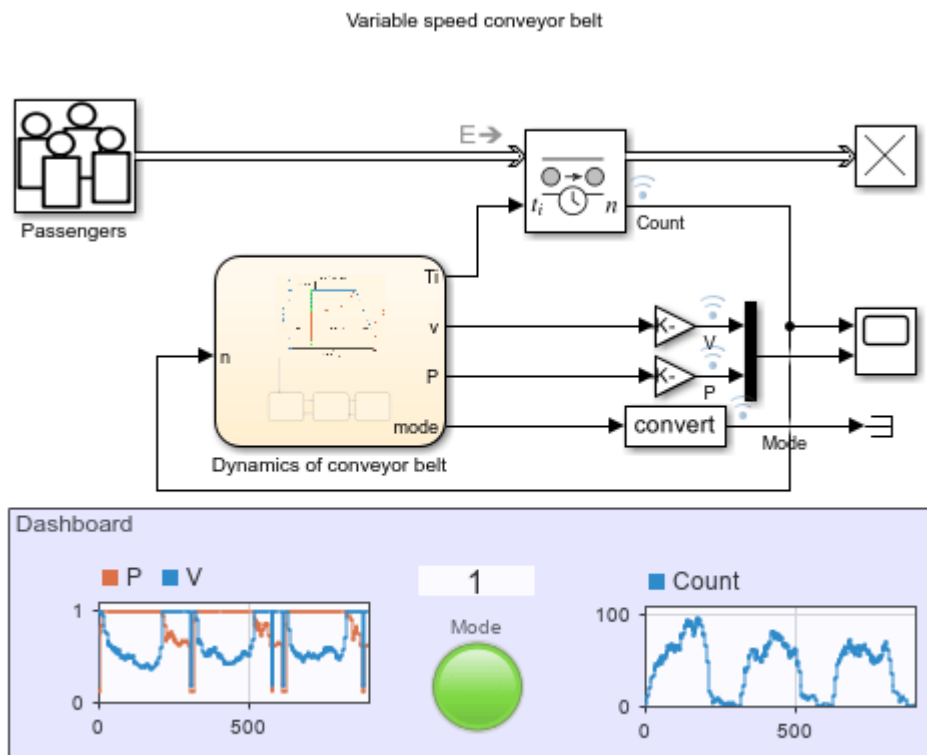 Variable speed conveyor belt
E
Passengers
ti
n
Count
Ti
v
n
P
mode
K-
V
K-
P
convert
Mode
Dynamics of conveyor belt
Dashboard
P V
1
0
0 500
1
Mode
Count
100
0
0 500